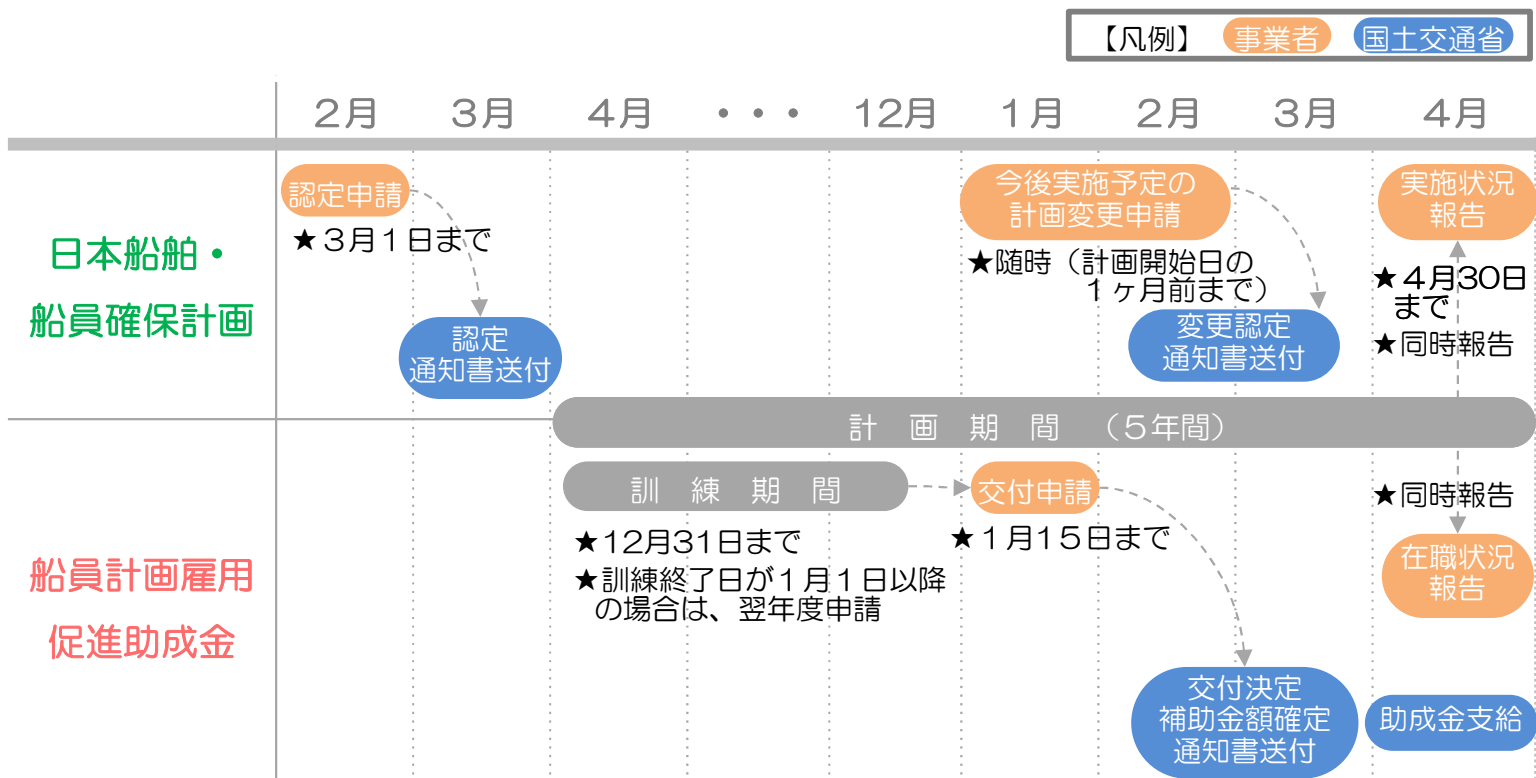 【凡例】 事業者 国土交通省
2月 3月 4月 ・・・ 12月 1月 2月 3月 4月
日本船舶・
船員確保計画
認定申請
★３月１日まで
認定
通知書送付
今後実施予定の
計画変更申請
★随時（計画開始日の
１ヶ月前まで）
変更認定
通知書送付
実施状況
報告
★４月30日
まで
★同時報告
計画期間（５年間）
船員計画雇用
促進助成金
訓練期間
★12月31日まで
★訓練終了日が１月１日以降
の場合は、翌年度申請
交付申請
★１月15日まで
交付決定
補助金額確定
通知書送付
★同時報告
在職状況
報告
助成金支給